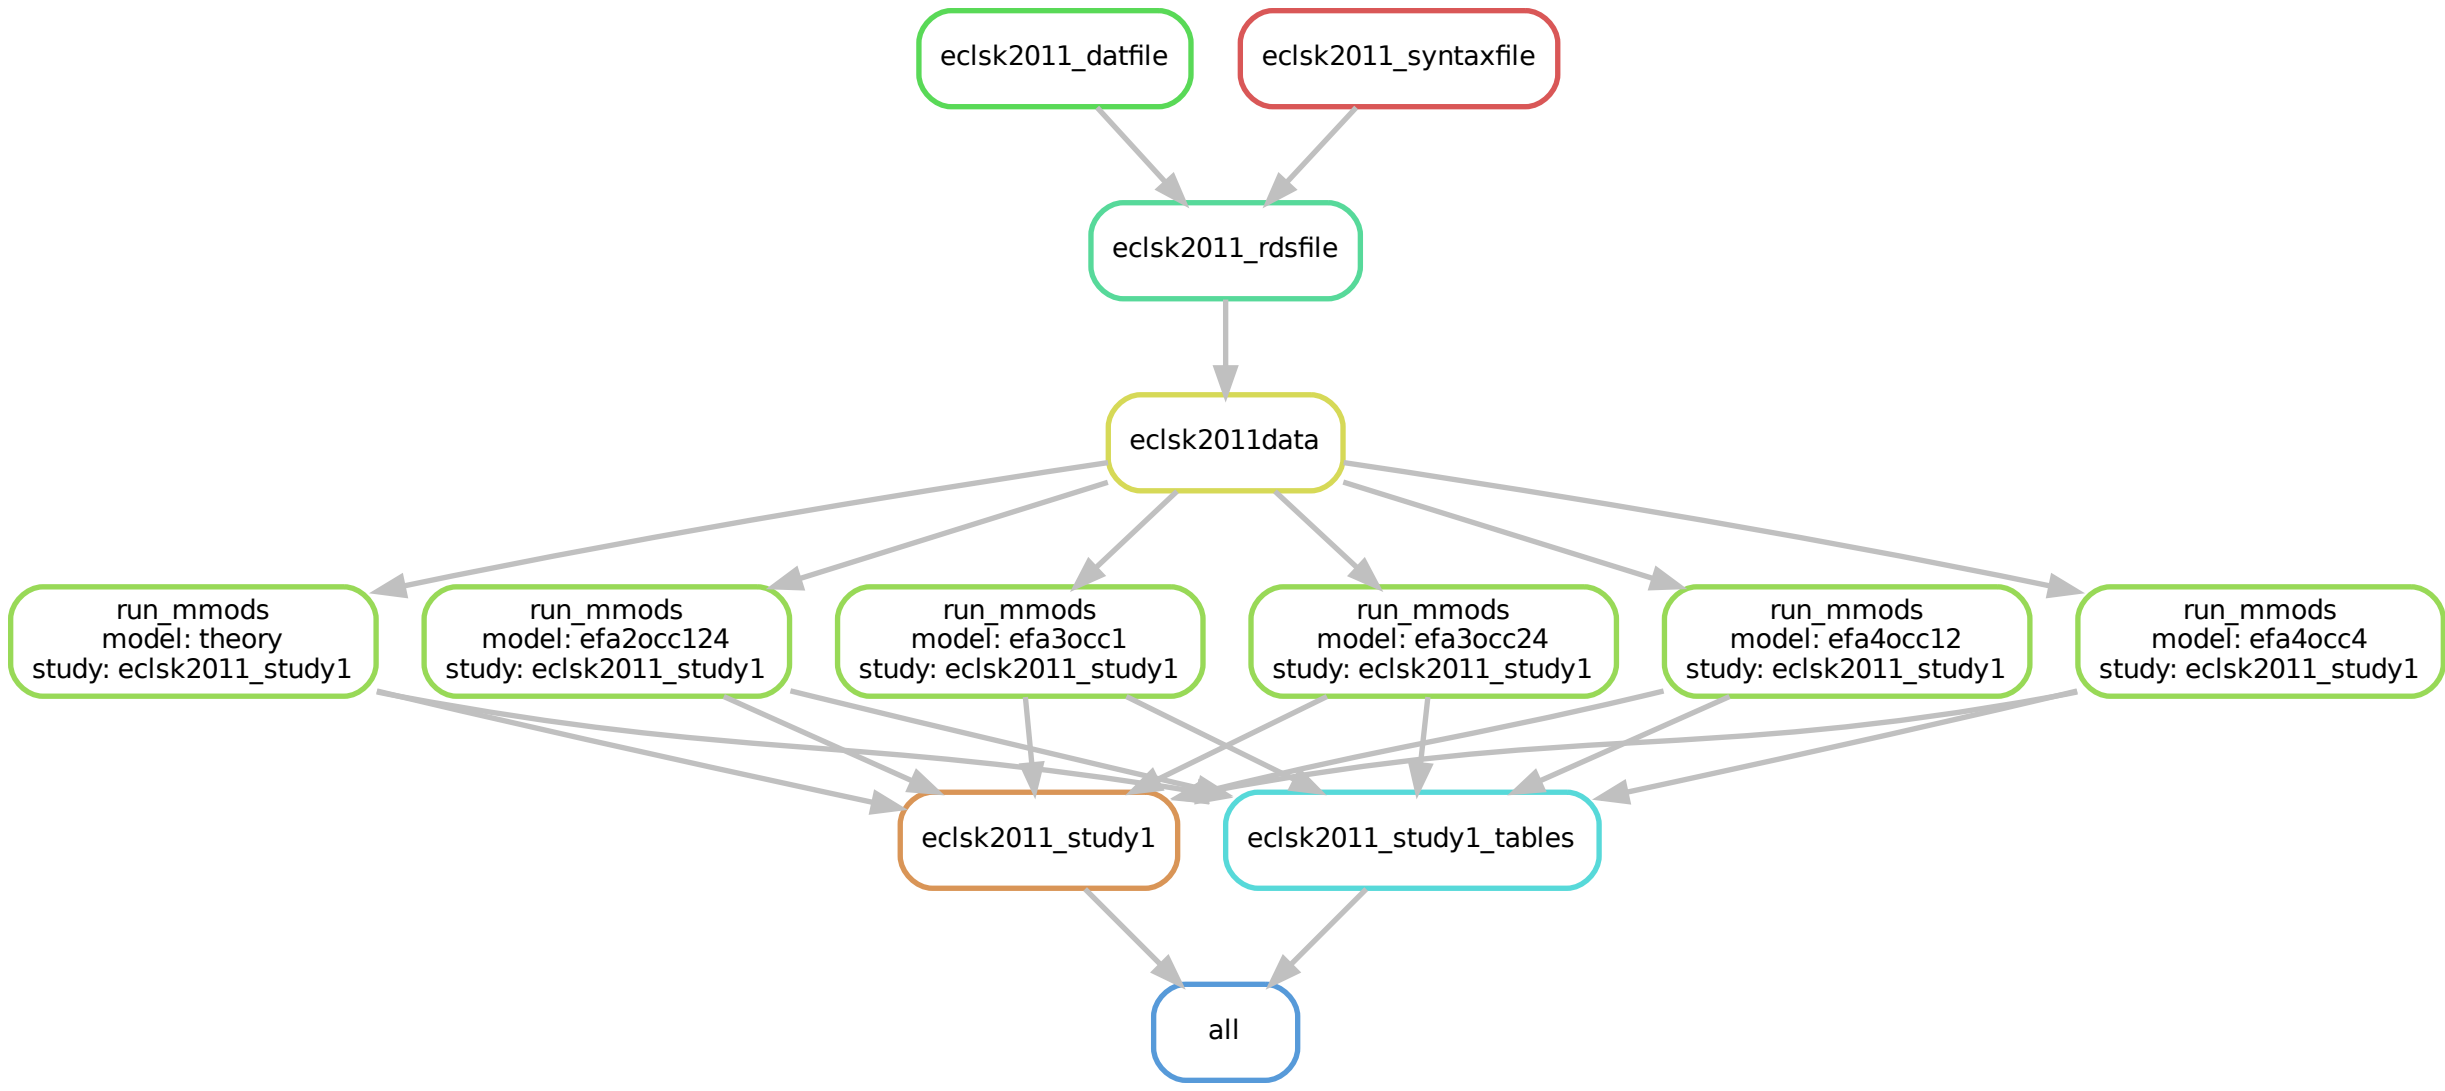 eclsk2011_datfile
eclsk2011_syntaxfile
eclsk2011_rdsfile
eclsk2011data
run_mmods
model: theory
study: eclsk2011_study1
run_mmods
model: efa2occ124
study: eclsk2011_study1
run_mmods
model: efa3occ1
study: eclsk2011_study1
run_mmods
model: efa3occ24
study: eclsk2011_study1
run_mmods
model: efa4occ12
study: eclsk2011_study1
run_mmods
model: efa4occ4
study: eclsk2011_study1
eclsk2011_study1
eclsk2011_study1_tables
all